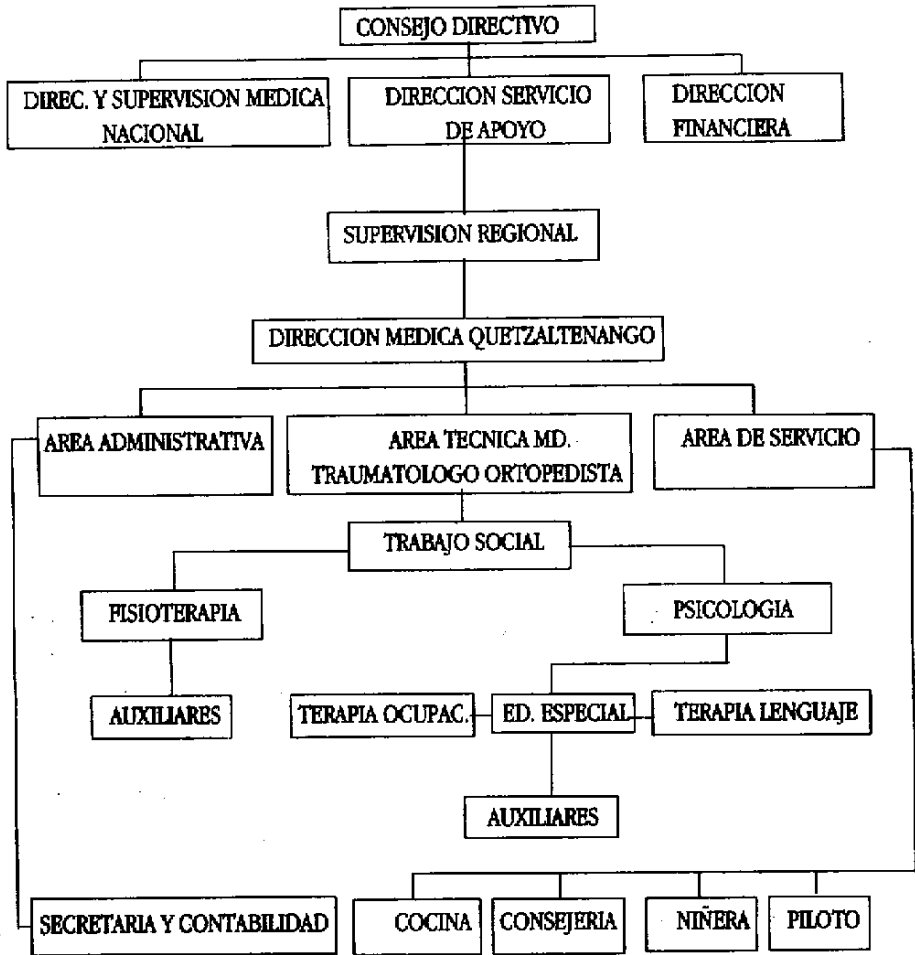 CONSEJO DIRECTIVO
DIREC. Y SUPERVISION MEDICA
NACIONAL
DIRECCION SERVICIO
DE APOYO
DIRECCION
FINANCIERA
SUPERVISION REGIONAL
DIRECCION MEDICA QUETZALTENANGO
AREA ADMINISTRATIVA
AREA TECNICA MD.
TRAUMATOLOGO ORTOPEDISTA
AREA DE SERVICIO
TRABAJO SOCIAL
FISIOTERAPIA
PSICOLOGIA
AUXILIARES
TERAPIA OCUPAC.
ED. ESPECIAL
TERAPIA LENGUAJE
AUXILIARES
SECRETARIA Y CONTABILIDAD
COCINA
CONSEJERIA
NIÑERA
PILOTO